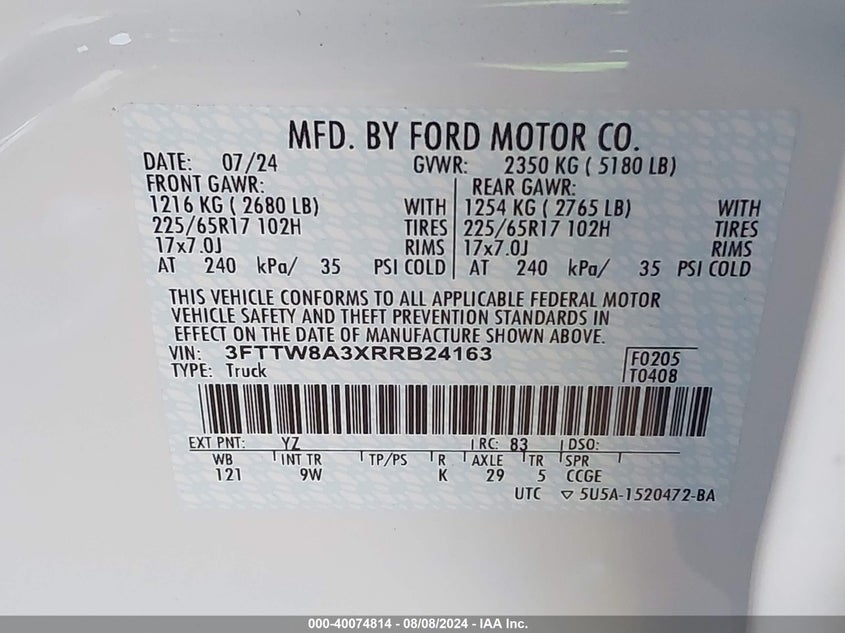 MFD. BY FORD MOTOR CO.
DATE: 07/24 GVWR: 2350 KG ( 5180 LB)
FRONT GAWR: REAR GAWR:
1216 KG ( 2680 LB) WITH 1254 KG ( 2765 LB) WITH
225/65R17 102H TIRES 225/65R17 102H TIRES
17x7.0J RIMS 17x7.0J RIMS
AT 240 kPa/ 35 PSI COLD AT 240 kPa/ 35 PSI COLD
THIS VEHICLE CONFORMS TO ALL APPLICABLE FEDERAL MOTOR
VEHICLE SAFETY AND THEFT PREVENTION STANDARDS IN
EFFECT ON THE DATE OF MANUFACTURE SHOWN ABOVE.
VIN: 3FTTW8A3XRRB24163 F0205
TYPE: Truck T0408
EXT PNT: YZ RC: 83 DSO:
WB INT TR TP/PS R AXLE TR SPR
121 9W K 29 5 CCGE
UTC ▽ 5U5A-1520472-BA
000-40074814 - 08/08/2024 - IAA Inc.